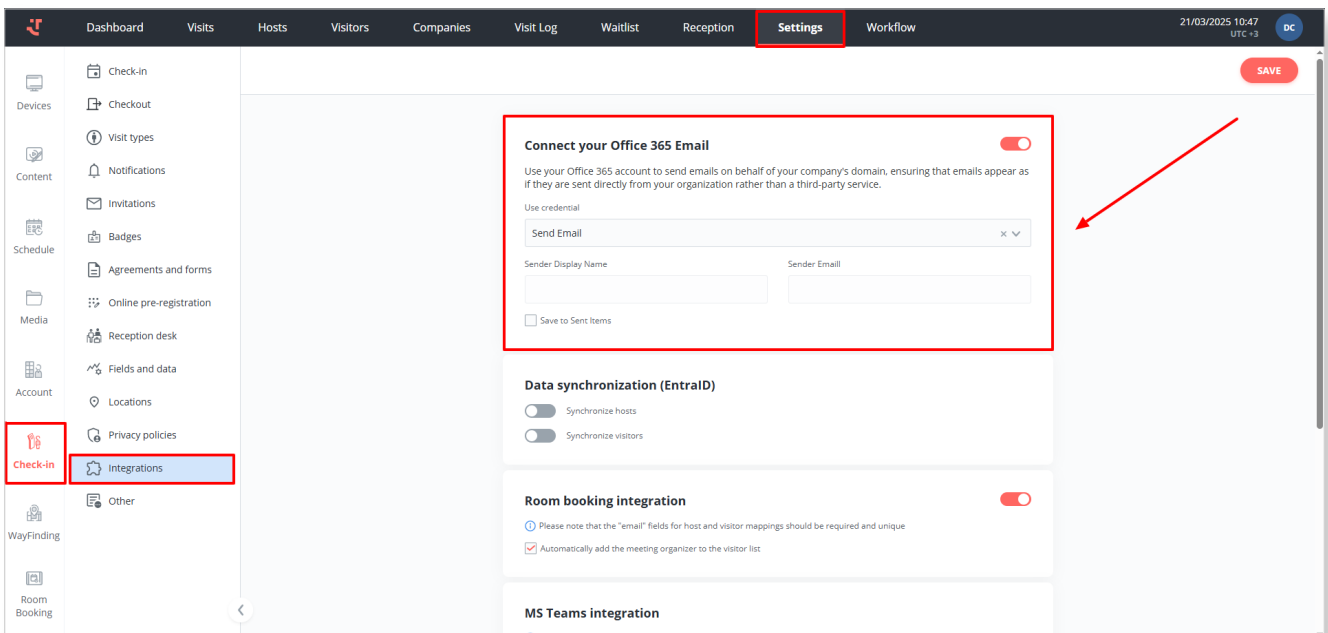 Dashboard
Visits
Hosts
Visitors
Companies
Visit Log
Waitlist
Reception
Settings
Workflow
21/03/2025 10:47
UTC +3
DC
Devices
Content
Schedule
Media
Account
Check-in
WayFinding
Room
Booking
Check-in
Checkout
Visit types
Notifications
Invitations
Badges
Agreements and forms
Online pre-registration
Reception desk
Fields and data
Locations
Privacy policies
Integrations
Other
SAVE
Connect your Office 365 Email
Use your Office 365 account to send emails on behalf of your company's domain, ensuring that emails appear as
if they are sent directly from your organization rather than a third-party service.
Use credential
Send Email
Sender Display Name
Sender Emaill
Save to Sent Items
Data synchronization (EntraID)
Synchronize hosts
Synchronize visitors
Room booking integration
Please note that the "email" fields for host and visitor mappings should be required and unique
Automatically add the meeting organizer to the visitor list
MS Teams integration